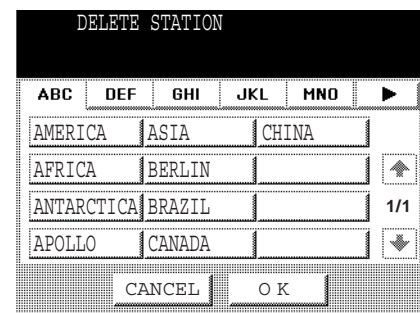 DELETE STATION
ABC DEF GHI JKL MNO
AMERICA ASIA CHINA
AFRICA BERLIN
ANTARCTICA BRAZIL 1/1
APOLLO CANADA
CANCEL OK